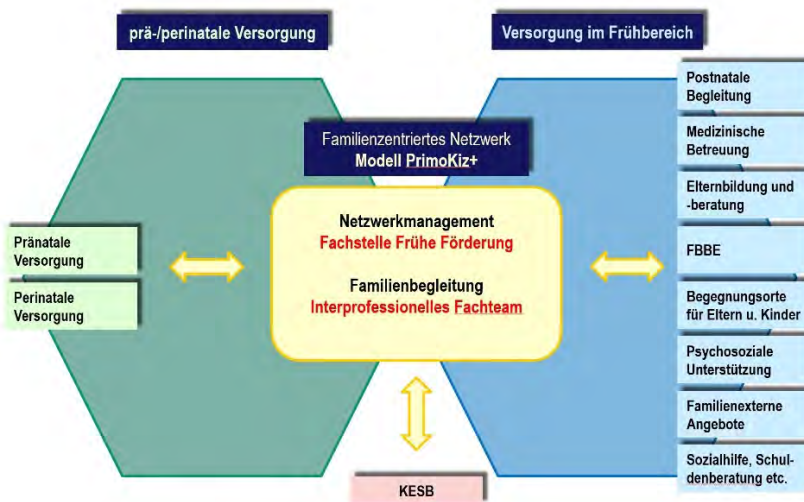 prä-/perinatale Versorgung
Versorgung im Frühbereich
Familienzentriertes Netzwerk
Modell PrimoKiz+
Netzwerkmanagement
Fachstelle Frühe Förderung
Familienbegleitung
Interprofessionelles Fachteam
Pränatale
Versorgung
Perinatale
Versorgung
Postnatale
Begleitung
Medizinische
Betreuung
Elternbildung und
-beratung
FBBE
Begegnungsorte
für Eltern u. Kinder
Psychosoziale
Unterstützung
Familienexterne
Angebote
Sozialhilfe, Schul-
denberatung etc.
KESB